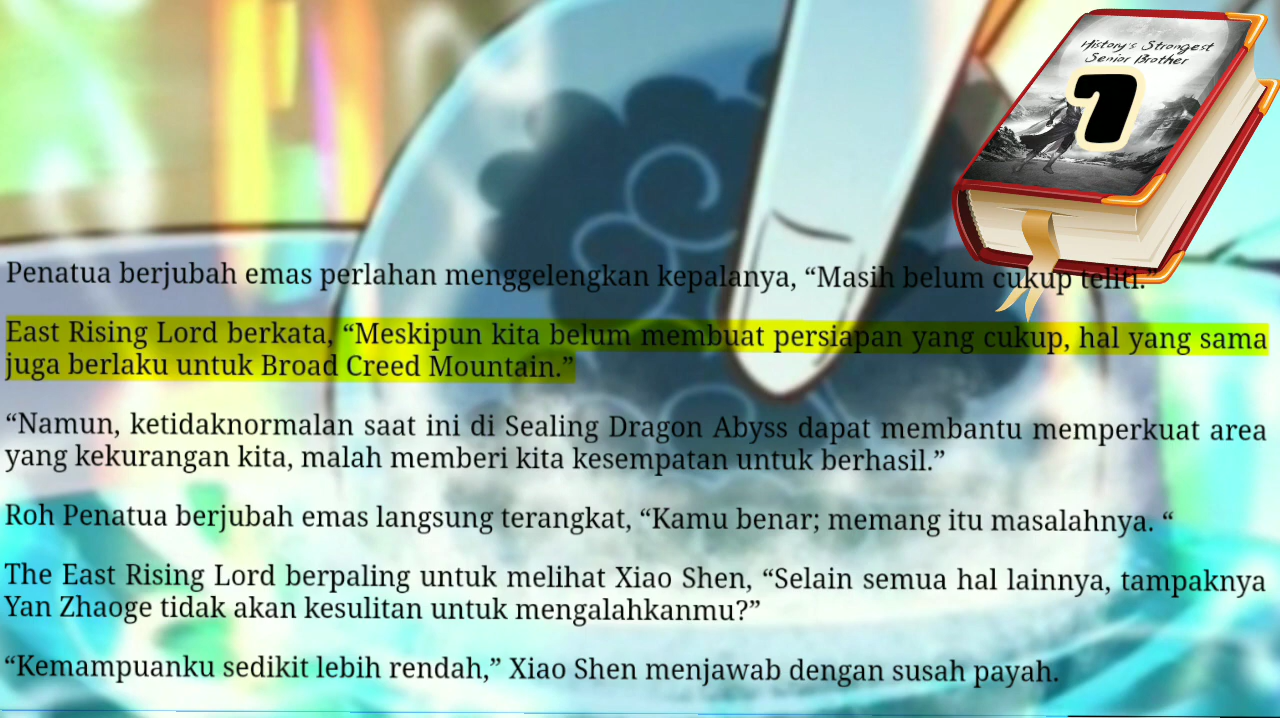 History's Strongest
Senior Brother
7
Penatua berjubah emas perlahan menggelengkan kepalanya, “Masih belum cukup teliti.”
East Rising Lord berkata, “Meskipun kita belum membuat persiapan yang cukup, hal yang sama
juga berlaku untuk Broad Creed Mountain.”
“Namun, ketidaknormalan saat ini di Sealing Dragon Abyss dapat membantu memperkuat area
yang kekurangan kita, malah memberi kita kesempatan untuk berhasil.”
Roh Penatua berjubah emas langsung terangkat, “Kamu benar; memang itu masalahnya. “
The East Rising Lord berpaling untuk melihat Xiao Shen, “Selain semua hal lainnya, tampaknya
Yan Zhaoge tidak akan kesulitan untuk mengalahkanmu?”
“Kemampuanku sedikit lebih rendah,” Xiao Shen menjawab dengan susah payah.